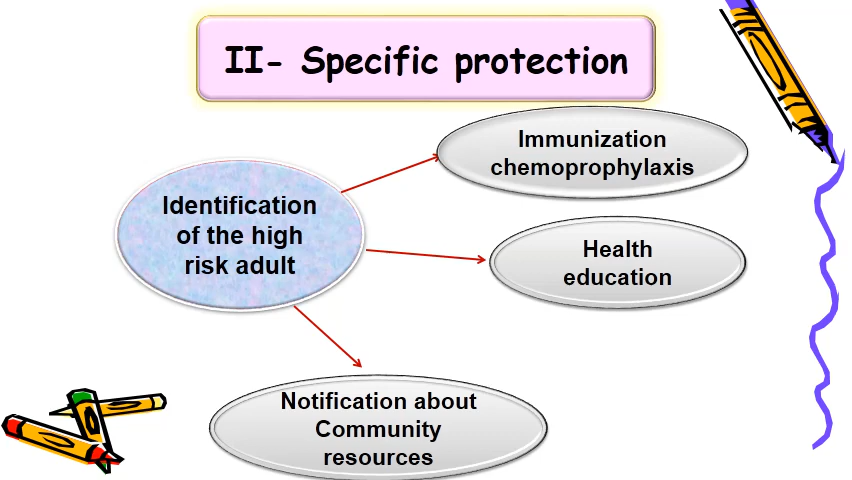 II- Specific protection
Immunization
chemoprophylaxis
Identification
of the high
risk adult
Health
education
Notification about
Community
resources